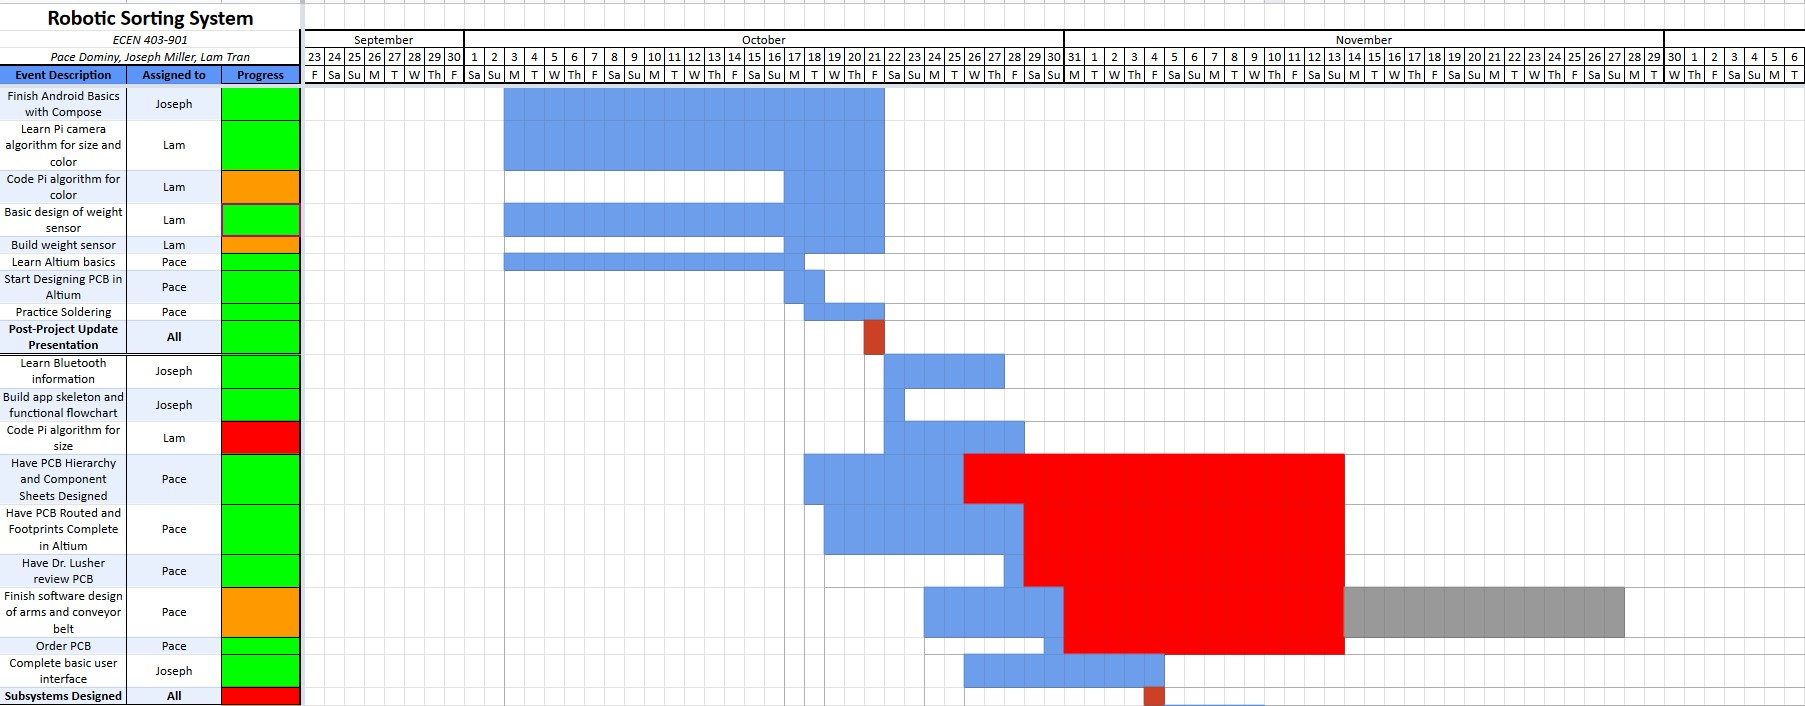 Robotic Sorting System
ECEN 403-901
September October November
Pace Dominy, Joseph Miller, Lam Tran
23 24 25 26 27 28 29 30 1 2 3 4 5 6 7 8 9 10 11 12 13 14 15 16 17 18 19 20 21 22 23 24 25 26 27 28 29 30 31 1 2 3 4 5 6 7 8 9 10 11 12 13 14 15 16 17 18 19 20 21 22 23 24 25 26 27 28 29 30 1 2 3 4 5 6
Event Description Assigned to Progress
F Sa Su M T W Th F Sa Su M T W Th F Sa Su M T W Th F Sa Su M T W Th F Sa Su M T W Th F Sa Su M T W Th F Sa Su M T W Th F Sa Su M T W Th F Sa Su M T W Th F Sa Su M T W Th F Sa Su M T
Finish Android Basics
with Compose
Joseph
Learn Pi camera
algorithm for size and
color
Lam
Code Pi algorithm for
color
Lam
Basic design of weight
sensor
Lam
Build weight sensor Lam
Learn Altium basics Pace
Start Designing PCB in
Altium
Pace
Practice Soldering Pace
Post-Project Update
Presentation
All
Learn Bluetooth
information
Joseph
Build app skeleton and
functional flowchart
Joseph
Code Pi algorithm for
size
Lam
Have PCB Hierarchy
and Component
Sheets Designed
Pace
Have PCB Routed and
Footprints Complete
in Altium
Pace
Have Dr. Lusher
review PCB
Pace
Finish software design
of arms and conveyor
belt
Pace
Order PCB Pace
Complete basic user
interface
Joseph
Subsystems Designed All